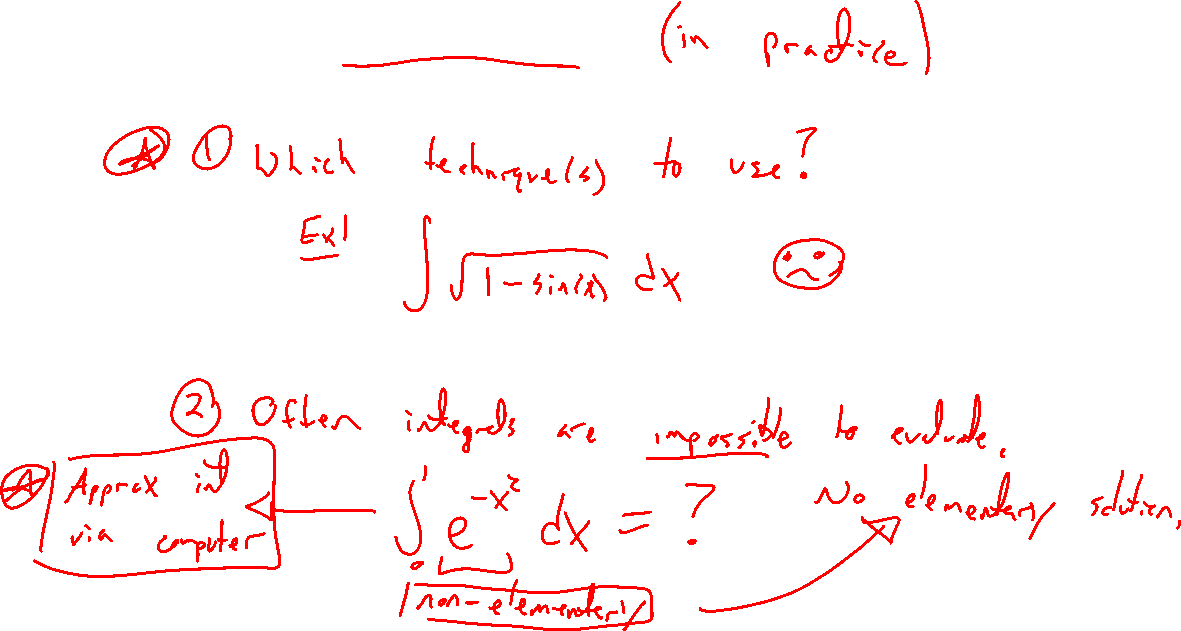 (in practice)
① Which technique(s) to use?
Ex! ∫ √(1-sin(x)) dx
② Often integrals are impossible to evaluate.
Approx int
via computer
∫₀¹ e^(-x²) dx = ? No elementary solution.
non-elementary